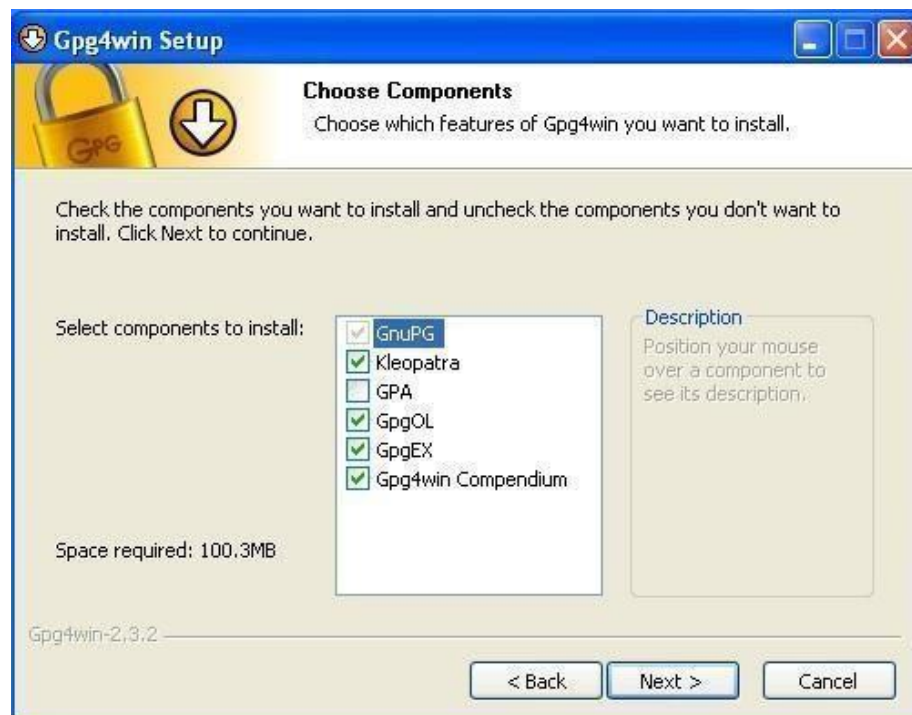 Gpg4win Setup
GPG
Choose Components
Choose which features of Gpg4win you want to install.
Check the components you want to install and uncheck the components you don't want to
install. Click Next to continue.
Select components to install:
GnuPG
Kleopatra
GPA
GpgOL
GpgEX
Gpg4win Compendium
Description
Position your mouse
over a component to
see its description.
Space required: 100.3MB
Gpg4win-2.3.2
< Back
Next >
Cancel